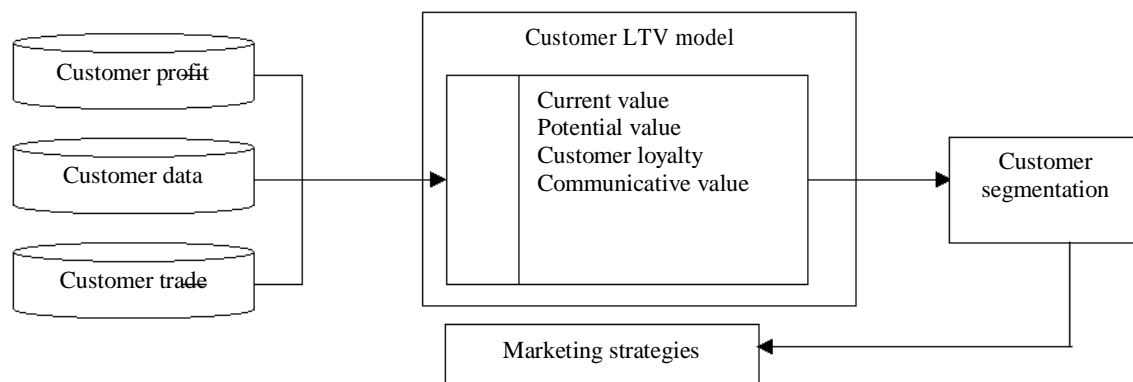 Customer LTV model
Customer profit
Customer data
Customer trade
Current value
Potential value
Customer loyalty
Communicative value
Customer
segmentation
Marketing strategies